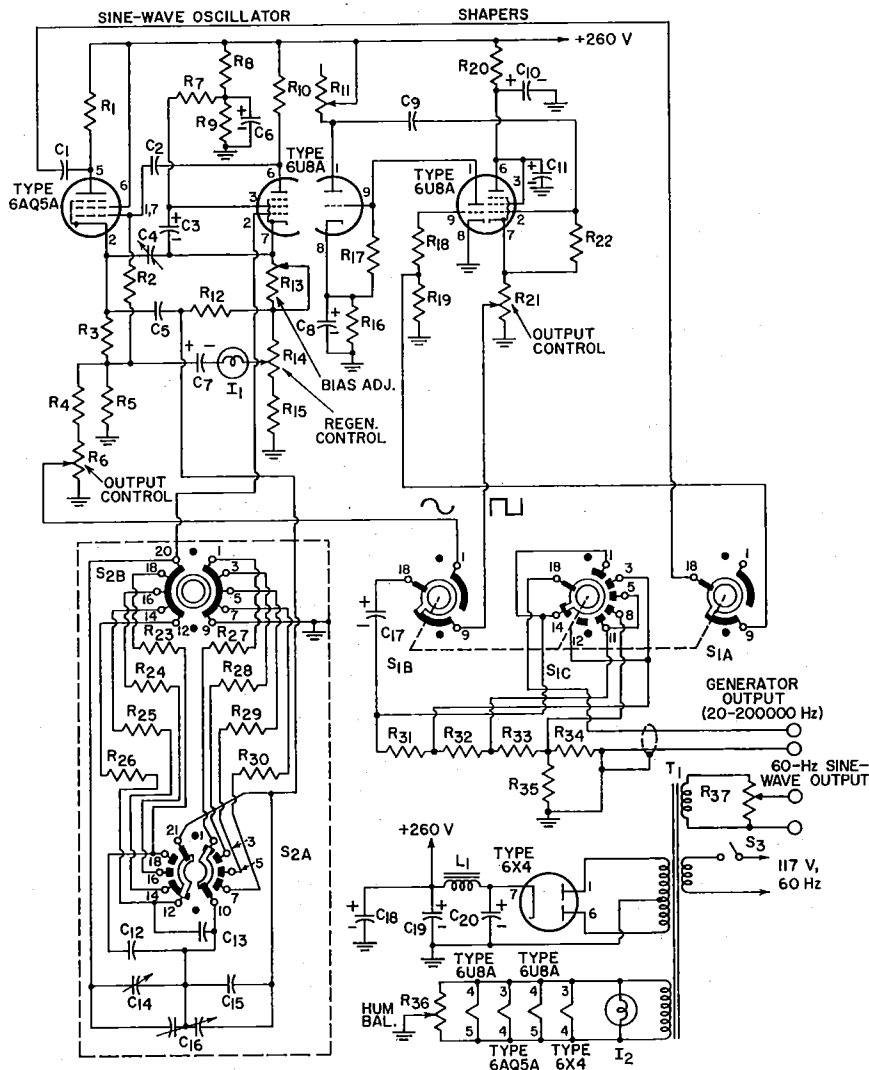 SINE-WAVE OSCILLATOR
SHAPERS
+260 V
R1
R7
R8
R9
C6
R10
R11
C9
R20
C10
C1
5
TYPE 6AQ5A
6
1,7
2
C2
C3
C4
R2
6
TYPE 6U8A
3
2
7
1
9
8
TYPE 6U8A
1
6
3
9
2
8
7
C11
R22
R17
R18
R19
R3
C5
R12
R13
C8
R16
R21
OUTPUT CONTROL
C7
I1
R14
BIAS ADJ.
R4
R5
R15
REGEN. CONTROL
R6
OUTPUT CONTROL
S2B
20
18
16
14
12
1
3
5
7
9
R23
R27
R24
R28
R25
R29
R26
R30
21
1
18
16
14
12
3
5
7
10
S2A
C12
C13
C14
C15
C16
18
1
9
C17
S1B
18
1
3
5
8
14
12
11
S1C
18
1
9
S1A
R31
R32
R33
R34
R35
GENERATOR OUTPUT
(20-200000 Hz)
60-Hz SINE-WAVE OUTPUT
T1
R37
S3
117 V,
60 Hz
+260 V
L1
TYPE 6X4
7
1
6
C18
C19
C20
TYPE 6U8A
TYPE 6U8A
HUM BAL.
R36
4
3
4
3
5
4
5
4
TYPE 6AQ5A
TYPE 6X4
I2